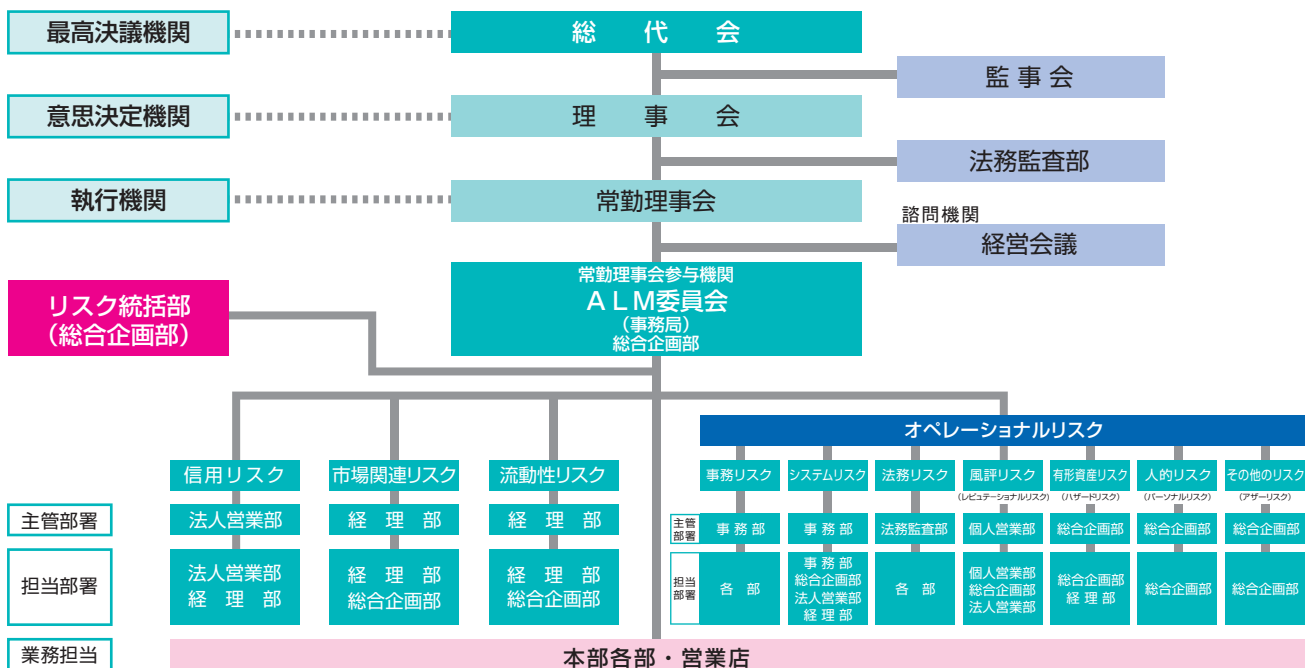 最高決議機関
総代会
監事会
意思決定機関
理事会
法務監査部
執行機関
常勤理事会
諮問機関
経営会議
常勤理事会参与機関
ALM委員会
(事務局)
総合企画部
リスク統括部
(総合企画部)
オペレーショナルリスク
信用リスク
市場関連リスク
流動性リスク
事務リスク
システムリスク
法務リスク
風評リスク
(レピュテーショナルリスク)
有形資産リスク
(ハザードリスク)
人的リスク
(パーソナルリスク)
その他のリスク
(アザーリスク)
主管部署
法人営業部
経理部
経理部
主管
部署
事務部
事務部
法務監査部
個人営業部
総合企画部
総合企画部
総合企画部
担当部署
法人営業部
経理部
経理部
総合企画部
経理部
総合企画部
担当
部署
各部
事務部
総合企画部
法人営業部
経理部
各部
個人営業部
総合企画部
法人営業部
総合企画部
経理部
総合企画部
総合企画部
業務担当
本部各部・営業店